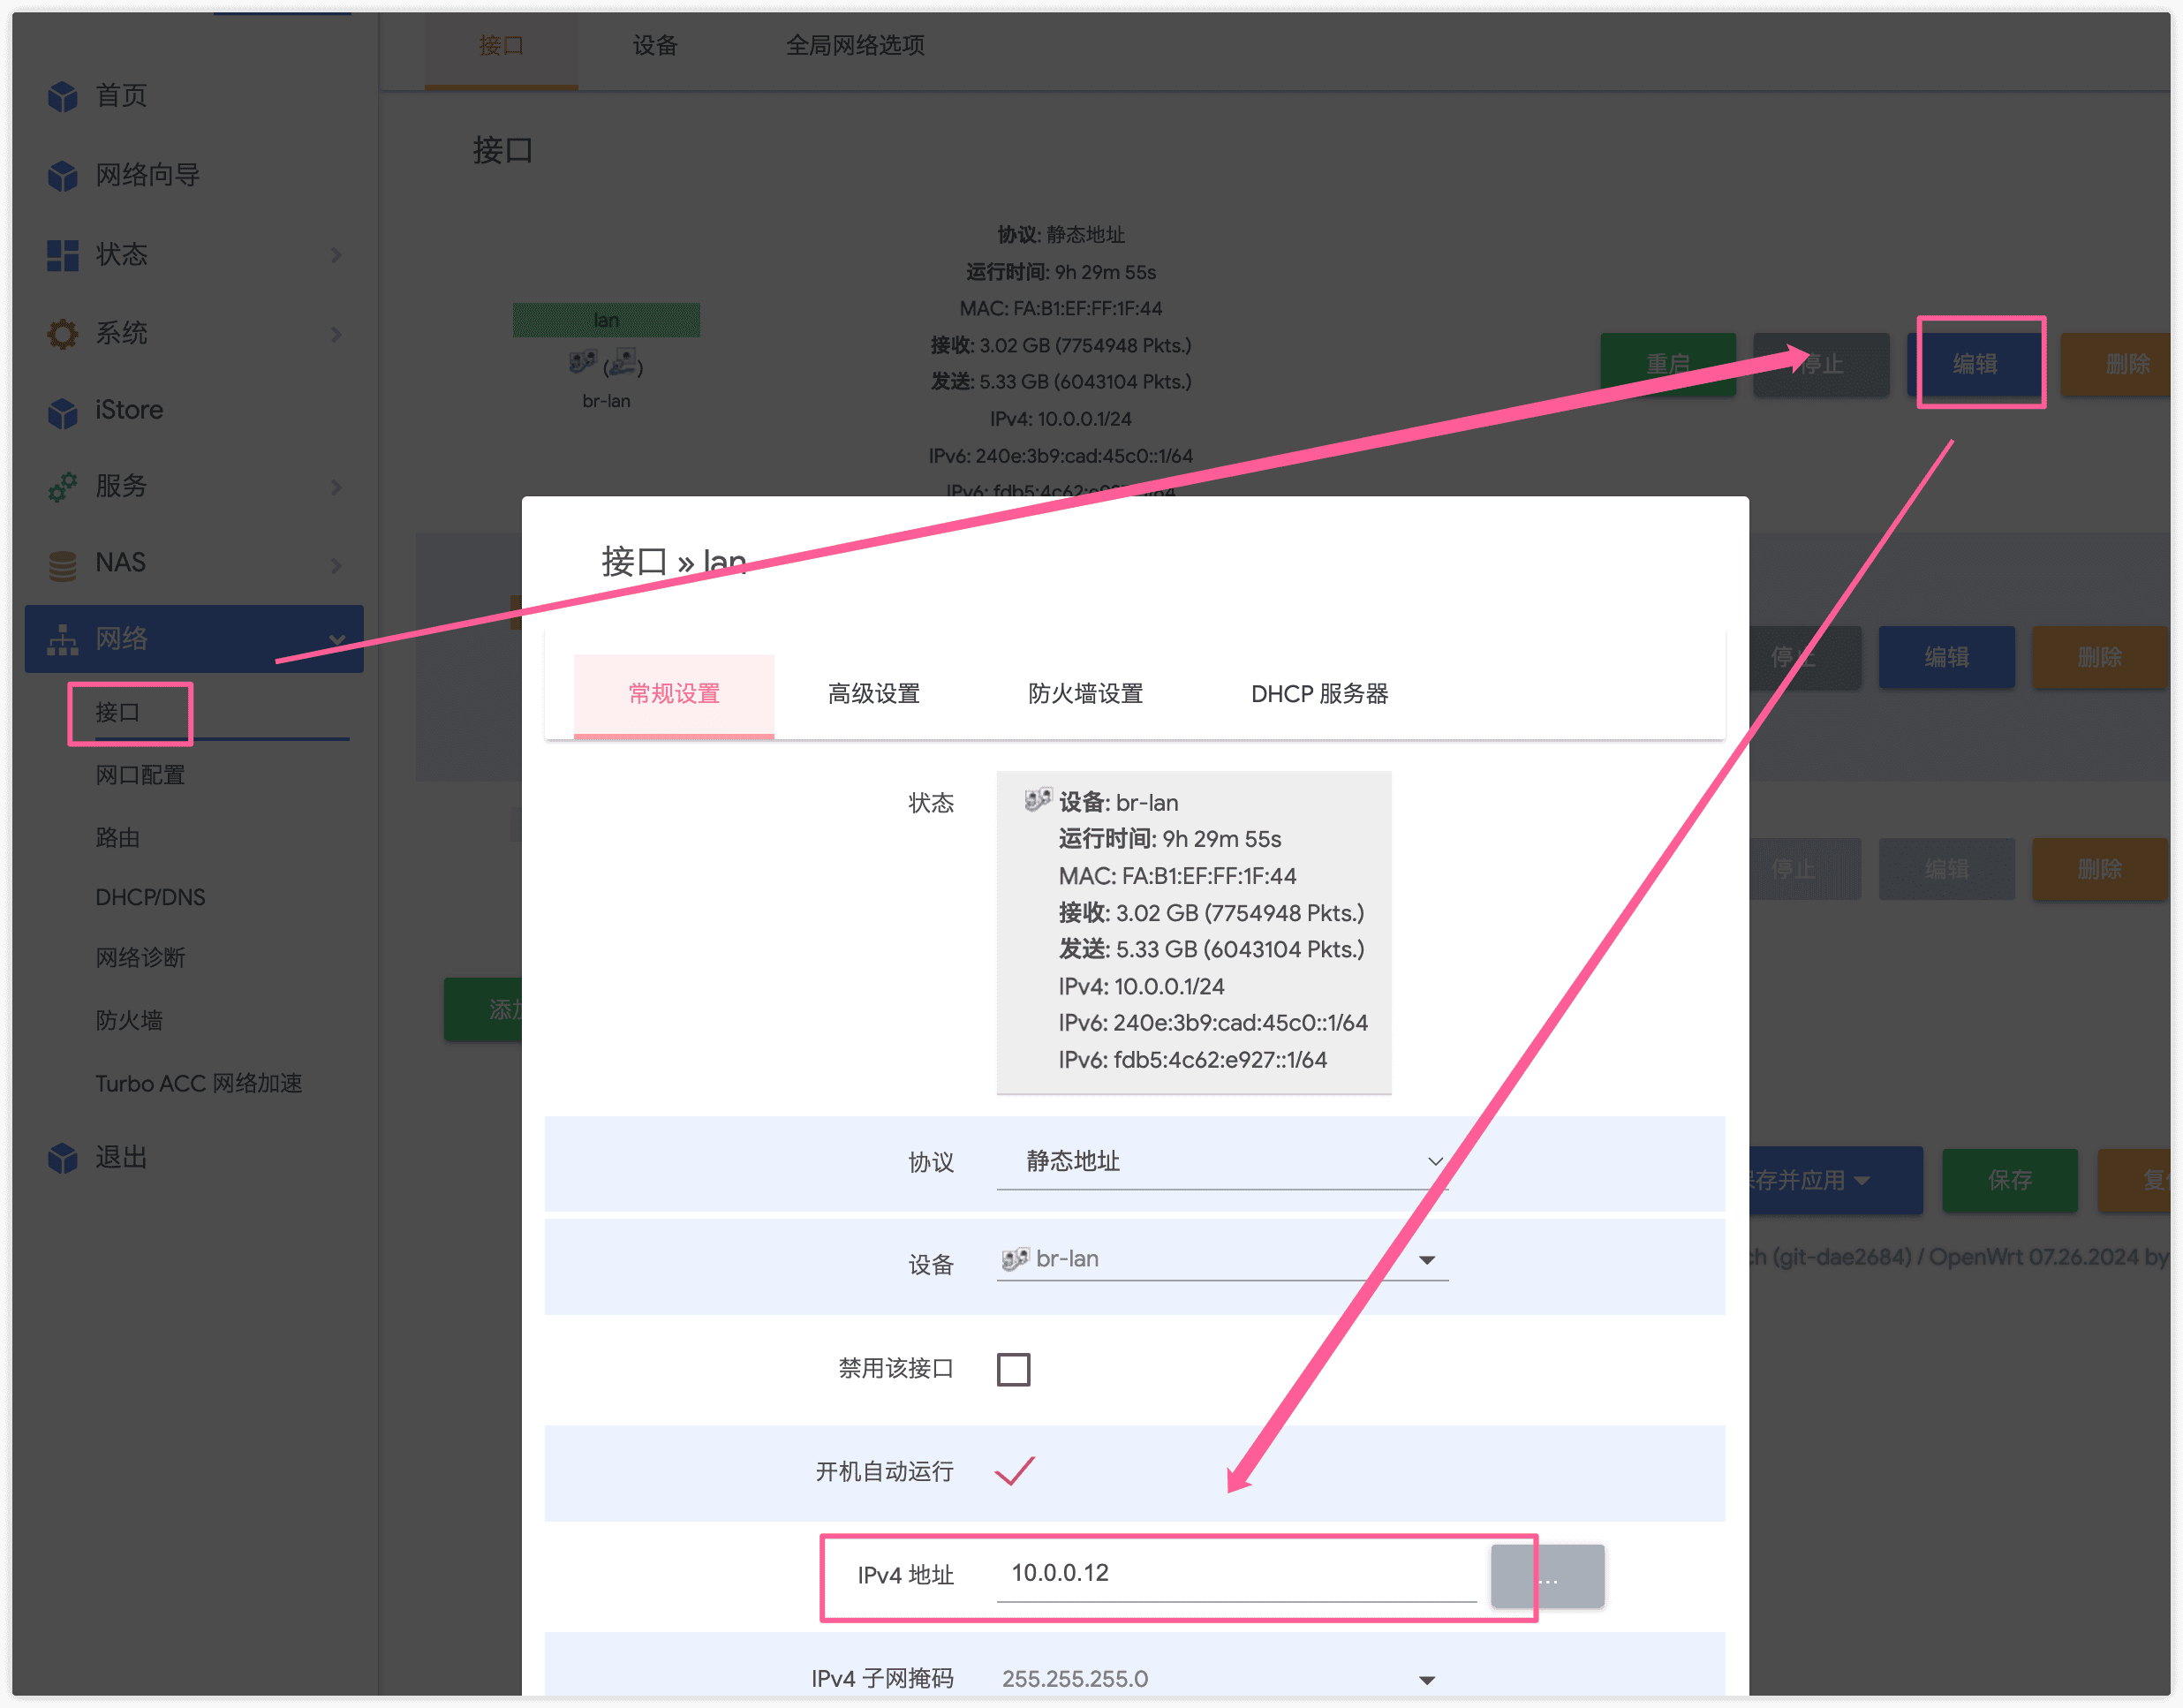 接口
设备
全局网络选项
首页
网络向导
状态
系统
iStore
服务
NAS
网络
接口
网口配置
路由
DHCP/DNS
网络诊断
防火墙
Turbo ACC 网络加速
退出
接口
lan
br-lan
协议: 静态地址
运行时间: 9h 29m 55s
MAC: FA:B1:EF:FF:1F:44
接收: 3.02 GB (7754948 Pkts.)
发送: 5.33 GB (6043104 Pkts.)
IPv4: 10.0.0.1/24
IPv6: 240e:3b9:cad:45c0::1/64
IPv6: fdb5:4c62:e927::1/64
重启 停止 编辑 删除
停止 编辑 删除
停止 编辑 删除
保存并应用 保存
(git-dae2684) / OpenWrt 07.26.2024 by
接口 » lan
常规设置 高级设置 防火墙设置 DHCP 服务器
状态
设备: br-lan
运行时间: 9h 29m 55s
MAC: FA:B1:EF:FF:1F:44
接收: 3.02 GB (7754948 Pkts.)
发送: 5.33 GB (6043104 Pkts.)
IPv4: 10.0.0.1/24
IPv6: 240e:3b9:cad:45c0::1/64
IPv6: fdb5:4c62:e927::1/64
协议 静态地址
设备 br-lan
禁用该接口
开机自动运行
IPv4 地址 10.0.0.12 ...
IPv4 子网掩码 255.255.255.0